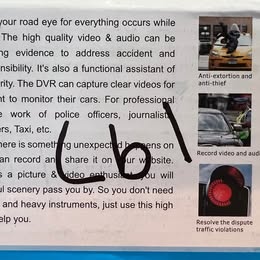 your road eye for everything occurs while
The high quality video & audio can be
ng evidence to address accident and
nsibility. It's also a functional assistant of
rity. The DVR can capture clear videos for
nt to monitor their cars. For professional
e work of police officers, journalist
ers, Taxi, etc.
here is something unexpected happens on
can record and share it on your website.
s a picture & video enthusiast you will
ul scenery pass you by. So you don't need
and heavy instruments, just use this high
elp you.
Anti-extortion and
anti-thief
Record video and audi
Resolve the dispute
traffic violations